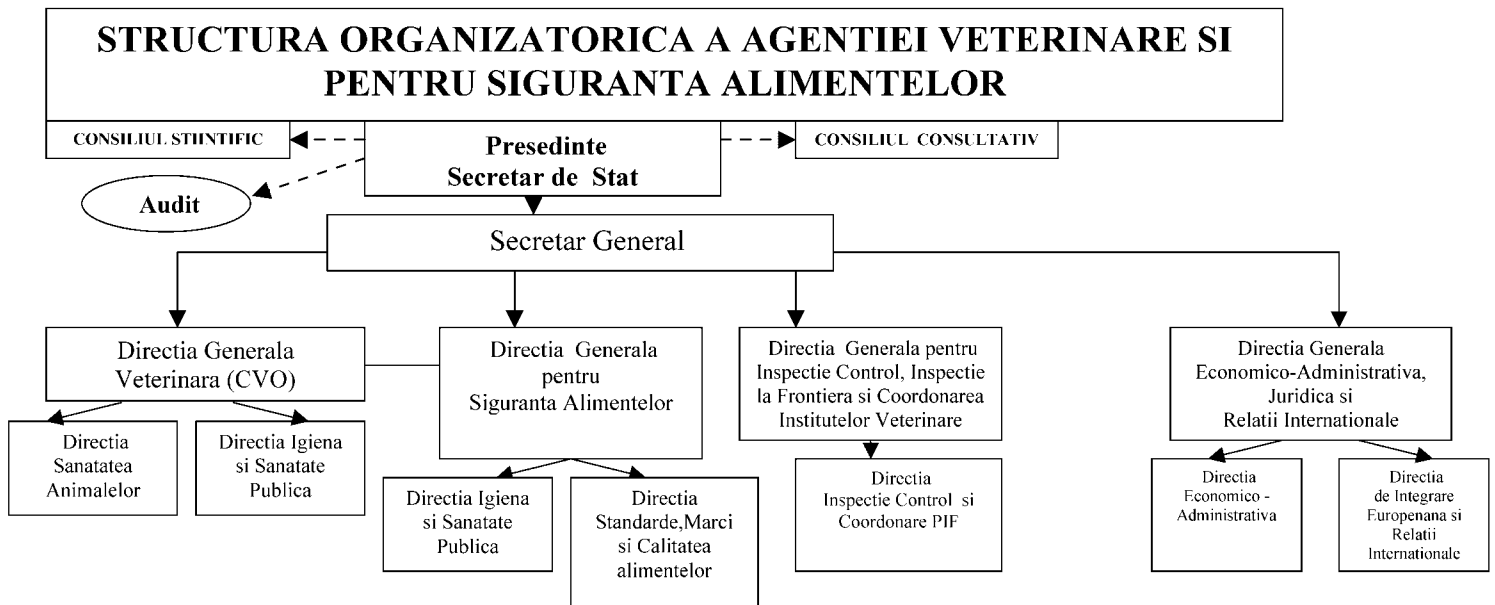 STRUCTURA ORGANIZATORICA A AGENTIEI VETERINARE SI
PENTRU SIGURANTA ALIMENTELOR
CONSILIUL STIINTIFIC
Presedinte
Secretar de Stat
CONSILIUL CONSULTATIV
Audit
Secretar General
Directia Generala
Veterinara (CVO)
Directia Generala
pentru
Siguranta Alimentelor
Directia Generala pentru
Inspectie Control, Inspectie
la Frontiera si Coordonarea
Institutelor Veterinare
Directia Generala
Economico-Administrativa,
Juridica si
Relatii Internationale
Directia
Sanatatea
Animalelor
Directia Igiena
si Sanatate
Publica
Directia Igiena
si Sanatate
Publica
Directia
Standarde,Marci
si Calitatea
alimentelor
Directia
Inspectie Control si
Coordonare PIF
Directia
Economico -
Administrativa
Directia
de Integrare
Europenana si
Relatii
Internationale